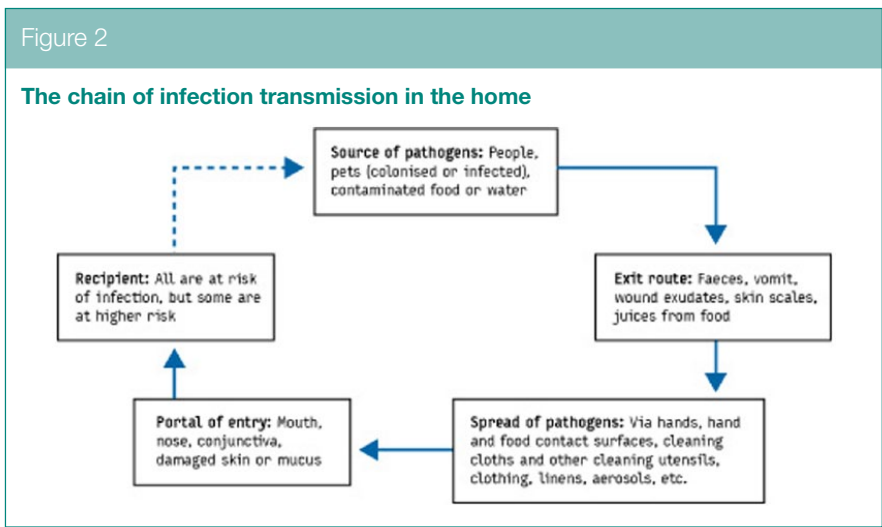 Figure 2
The chain of infection transmission in the home
Source of pathogens: People,
pets (colonised or infected),
contaminated food or water
Exit route: Faeces, vomit,
wound exudates, skin scales,
juices from food
Spread of pathogens: Via hands, hand
and food contact surfaces, cleaning
cloths and other cleaning utensils,
clothing, linens, aerosols, etc.
Portal of entry: Mouth,
nose, conjunctiva,
damaged skin or mucus
Recipient: All are at risk
of infection, but some are
at higher risk